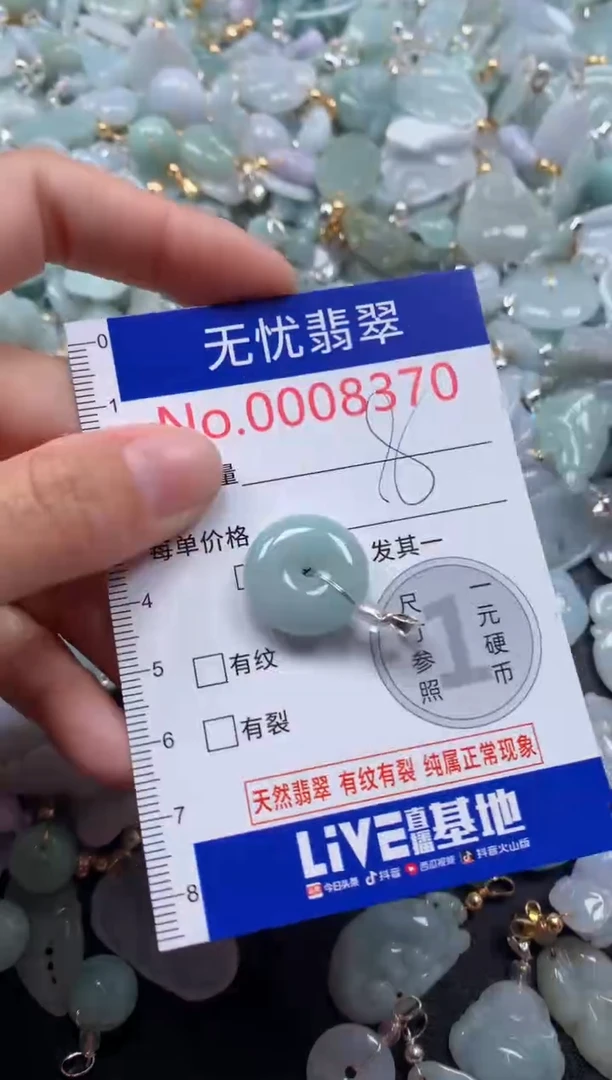 无忧翡翠
No.0008370
量 8
每单价格 发其一
有纹
有裂
尺寸参照
一元硬币
1
天然翡翠 有纹有裂 纯属正常现象
LiVE直播基地
今日头条 抖音 西瓜视频 抖音火山版
0
1
4
5
6
7
8